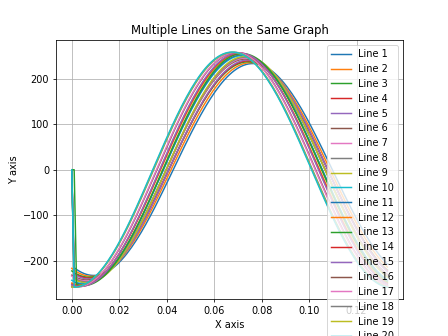 Multiple Lines on the Same Graph
Y axis
200
100
0
−100
−200
0.00
0.02
0.04
0.06
0.08
0.10
X axis
Line 1
Line 2
Line 3
Line 4
Line 5
Line 6
Line 7
Line 8
Line 9
Line 10
Line 11
Line 12
Line 13
Line 14
Line 15
Line 16
Line 17
Line 18
Line 19
Line 20